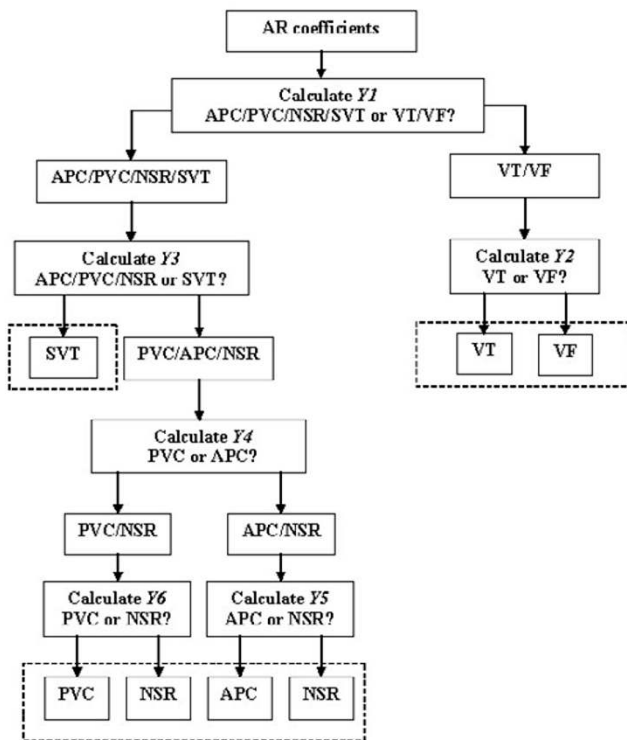 AR coefficients
Calculate Y1
APC/PVC/NSR/SVT or VT/VF?
APC/PVC/NSR/SVT
VT/VF
Calculate Y3
APC/PVC/NSR or SVT?
Calculate Y2
VT or VF?
SVT
PVC/APC/NSR
VT
VF
Calculate Y4
PVC or APC?
PVC/NSR
APC/NSR
Calculate Y6
PVC or NSR?
Calculate Y5
APC or NSR?
PVC
NSR
APC
NSR